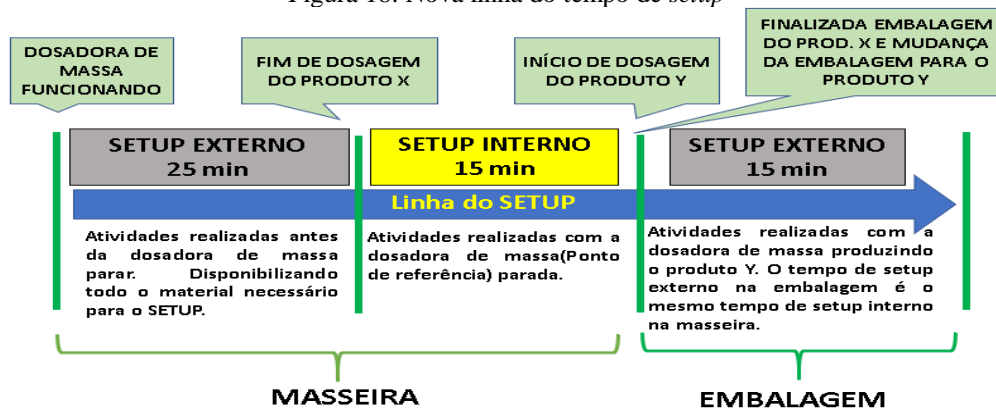 Figura 18: Nova linha do tempo de setup
DOSADORA DE
MASSA
FUNCIONANDO
FIM DE DOSAGEM
DO PRODUTO X
INÍCIO DE DOSAGEM
DO PRODUTO Y
FINALIZADA EMBALAGEM
DO PROD. X E MUDANÇA
DA EMBALAGEM PARA O
PRODUTO Y
SETUP EXTERNO
25 min
SETUP INTERNO
15 min
SETUP EXTERNO
15 min
Linha do SETUP
Atividades realizadas antes
da dosadora de massa
parar. Disponibilizando
todo o material necessário
para o SETUP.
Atividades realizadas com a
dosadora de massa(Ponto
de referência) parada.
Atividades realizadas com a
dosadora de massa produzindo
o produto Y. O tempo de setup
externo na embalagem é o
mesmo tempo de setup interno
na masseira.
MASSEIRA
EMBALAGEM